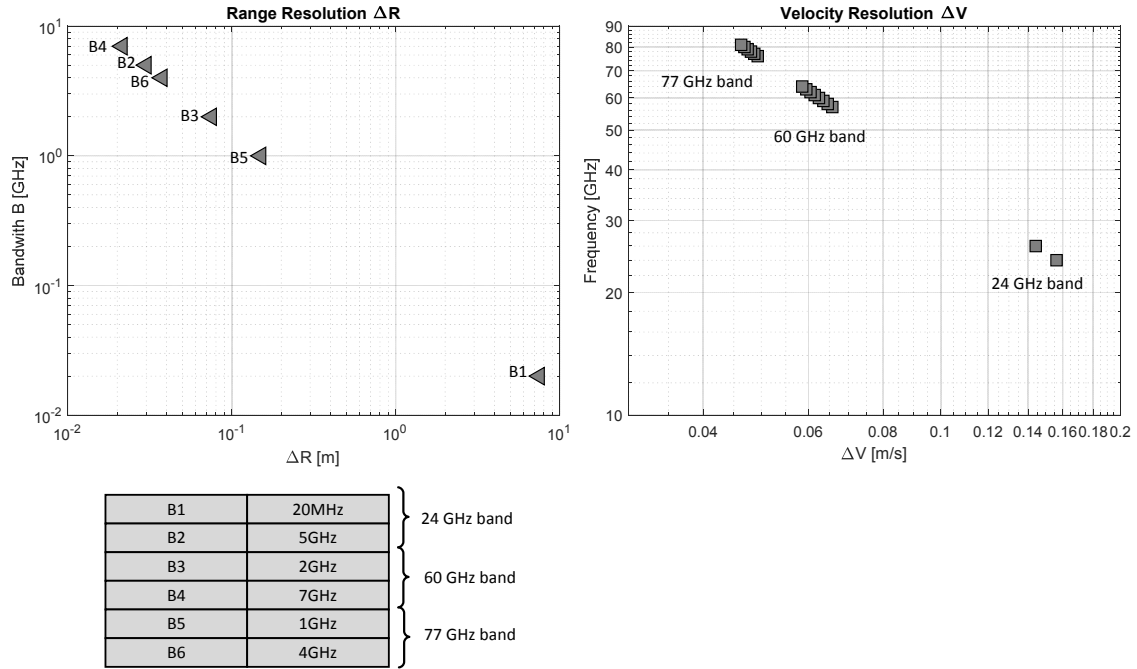 Range Resolution ΔR
10^1
10^0
10^-1
10^-2
Bandwith B [GHz]
B4
B2
B6
B3
B5
B1
10^-2
10^-1
10^0
10^1
ΔR [m]
Velocity Resolution ΔV
90
80
70
60
50
40
30
20
10
Frequency [GHz]
77 GHz band
60 GHz band
24 GHz band
0.04
0.06
0.08
0.1
0.12
0.14
0.16
0.18
0.2
ΔV [m/s]
B1 20MHz
B2 5GHz
24 GHz band
B3 2GHz
B4 7GHz
60 GHz band
B5 1GHz
B6 4GHz
77 GHz band